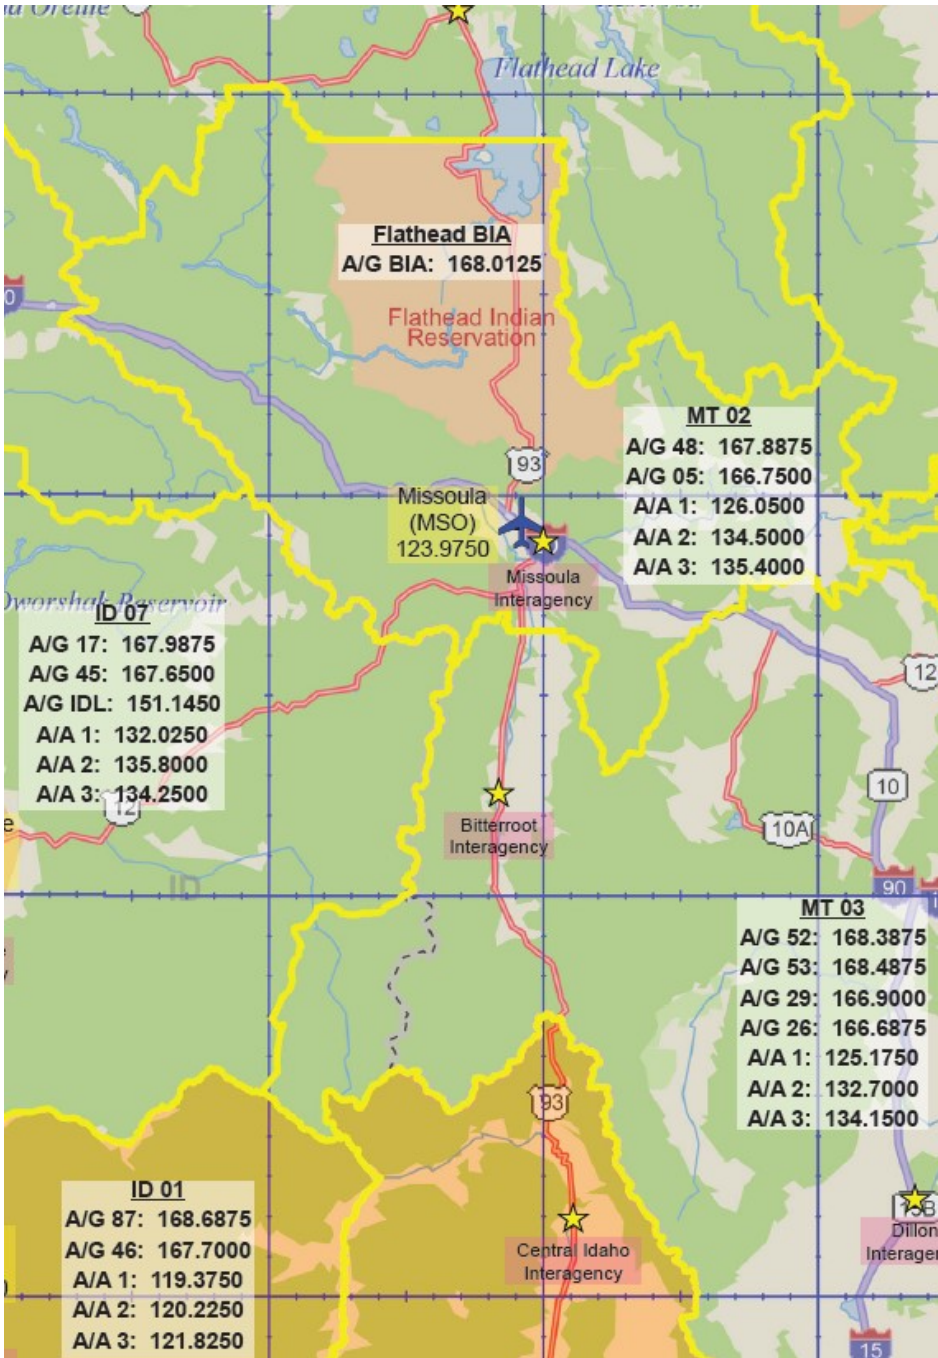 Flathead Lake
Flathead BIA
A/G BIA: 168.0125
0
Flathead Indian
Reservation
MT 02
A/G 48: 167.8875
A/G 05: 166.7500
A/A 1: 126.0500
A/A 2: 134.5000
A/A 3: 135.4000
93
Missoula
(MSO)
123.9750
Missoula
Interagency
Dworshak Reservoir
ID 07
A/G 17: 167.9875
A/G 45: 167.6500
A/G IDL: 151.1450
A/A 1: 132.0250
A/A 2: 135.8000
A/A 3: 134.2500
12
12
10
Bitterroot
Interagency
10A
e
ID
90
MT 03
A/G 52: 168.3875
A/G 53: 168.4875
A/G 29: 166.9000
A/G 26: 166.6875
A/A 1: 125.1750
A/A 2: 132.7000
A/A 3: 134.1500
93
ID 01
A/G 87: 168.6875
A/G 46: 167.7000
A/A 1: 119.3750
A/A 2: 120.2250
A/A 3: 121.8250
Central Idaho
Interagency
Dillon
Interagen
15